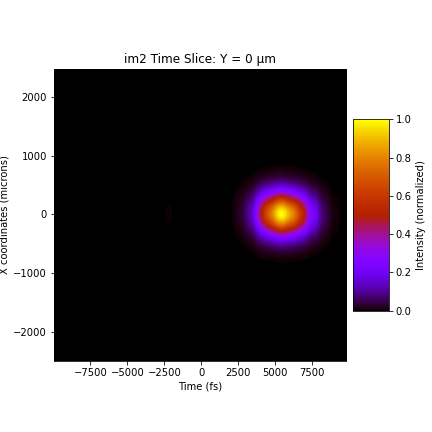 im2 Time Slice: Y = 0 µm
2000
1000
0
−1000
−2000
X coordinates (microns)
−7500 −5000 −2500 0 2500 5000 7500
Time (fs)
1.0
0.8
0.6
0.4
0.2
0.0
Intensity (normalized)